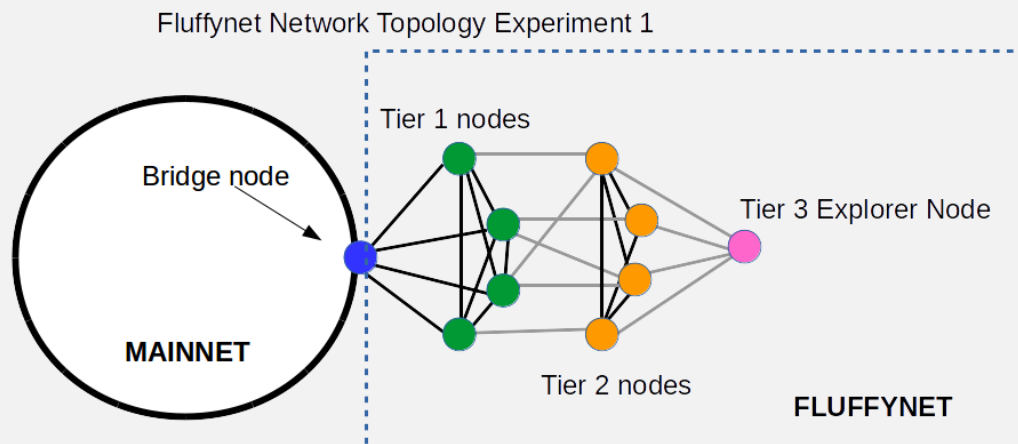 Fluffynet Network Topology Experiment 1
Tier 1 nodes
Bridge node
Tier 3 Explorer Node
MAINNET
Tier 2 nodes
FLUFFYNET